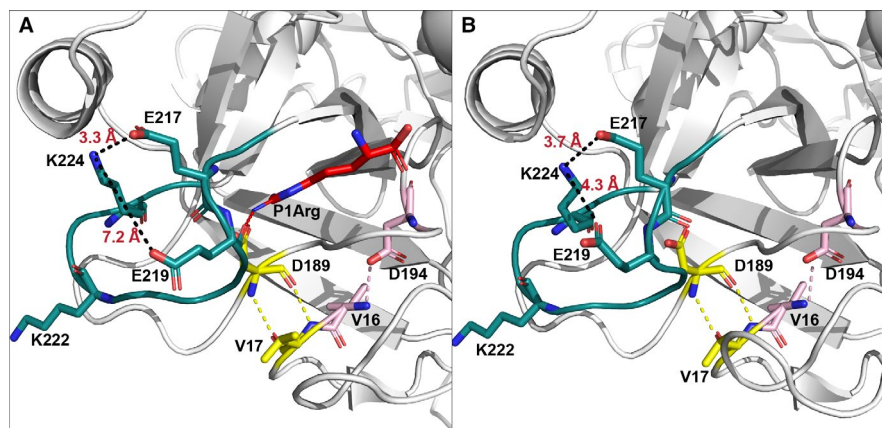 A
E217
3.3 Å
K224
P1Arg
7.2 Å
E219
D189
D194
K222
V16
V17
B
E217
3.7 Å
K224
4.3 Å
E219
D189
D194
K222
V16
V17